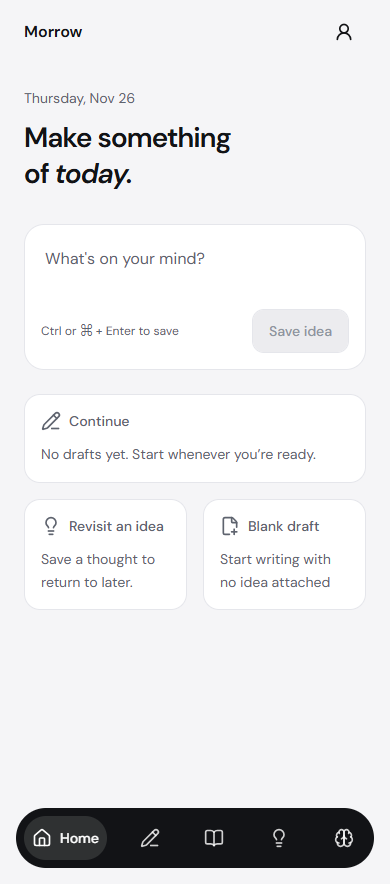 Morrow
Thursday, Nov 26
Make something
of today.
What's on your mind?
Ctrl or ⌘ + Enter to save
Save idea
Continue
No drafts yet. Start whenever you’re ready.
Revisit an idea
Save a thought to
return to later.
Blank draft
Start writing with
no idea attached
Home